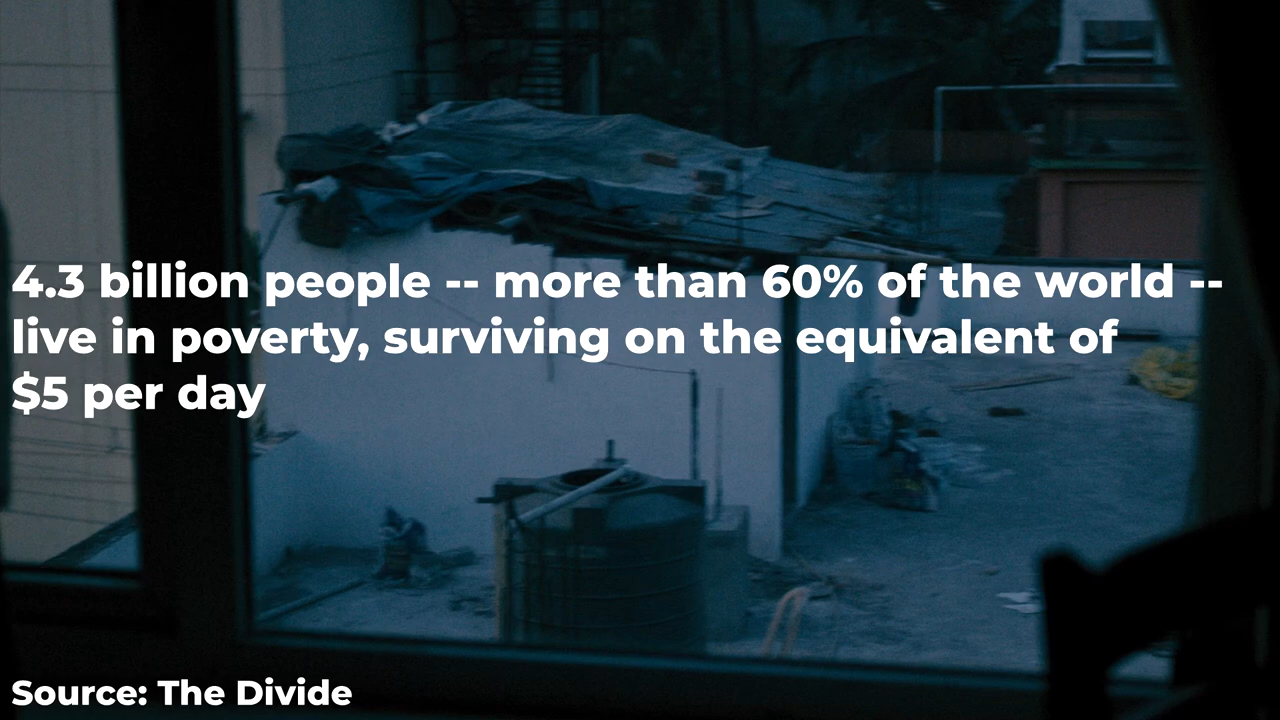 4.3 billion people -- more than 60% of the world --
live in poverty, surviving on the equivalent of
$5 per day
Source: The Divide